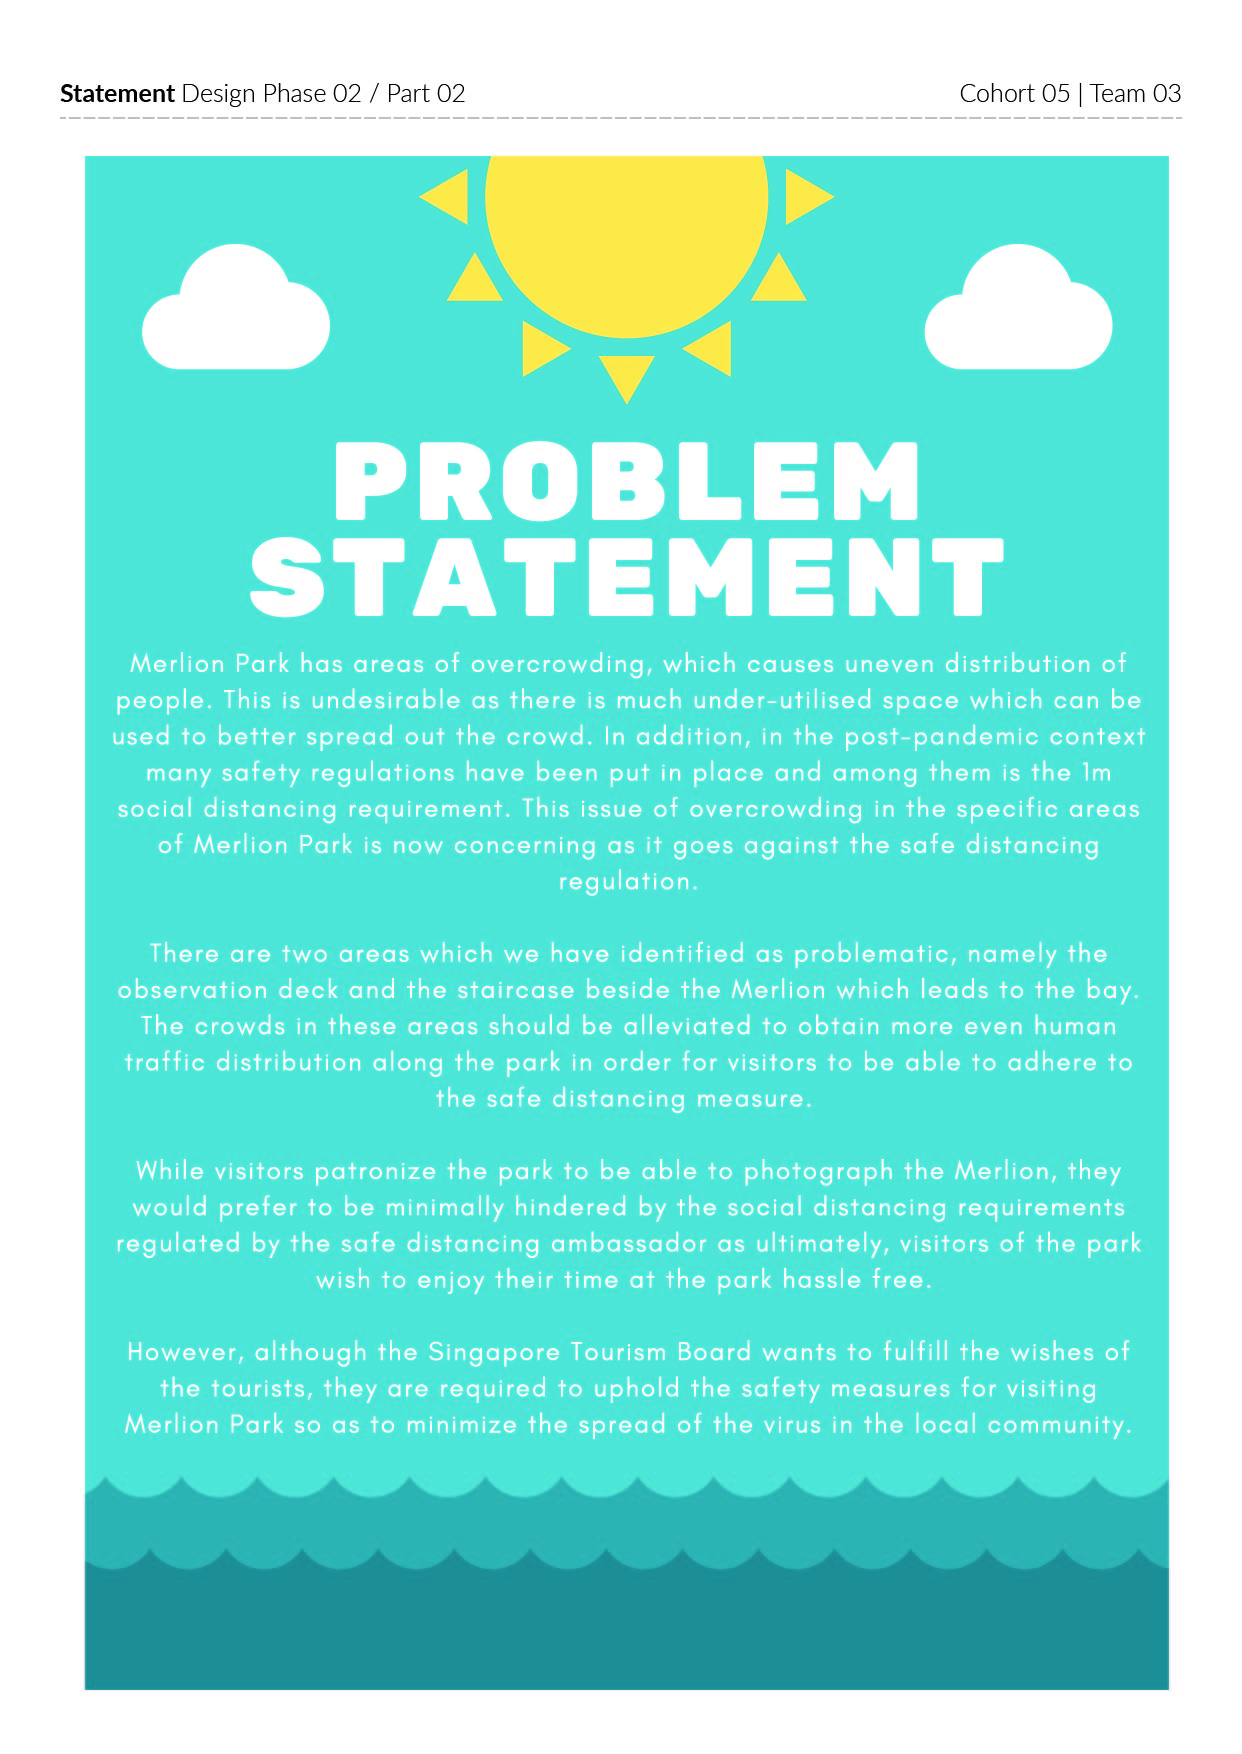 Statement Design Phase 02 / Part 02
Cohort 05 | Team 03
PROBLEM
STATEMENT
Merlion Park has areas of overcrowding, which causes uneven distribution of
people. This is undesirable as there is much under-utilised space which can be
used to better spread out the crowd. In addition, in the post-pandemic context
many safety regulations have been put in place and among them is the 1m
social distancing requirement. This issue of overcrowding in the specific areas
of Merlion Park is now concerning as it goes against the safe distancing
regulation.
There are two areas which we have identified as problematic, namely the
observation deck and the staircase beside the Merlion which leads to the bay.
The crowds in these areas should be alleviated to obtain more even human
traffic distribution along the park in order for visitors to be able to adhere to
the safe distancing measure.
While visitors patronize the park to be able to photograph the Merlion, they
would prefer to be minimally hindered by the social distancing requirements
regulated by the safe distancing ambassador as ultimately, visitors of the park
wish to enjoy their time at the park hassle free.
However, although the Singapore Tourism Board wants to fulfill the wishes of
the tourists, they are required to uphold the safety measures for visiting
Merlion Park so as to minimize the spread of the virus in the local community.